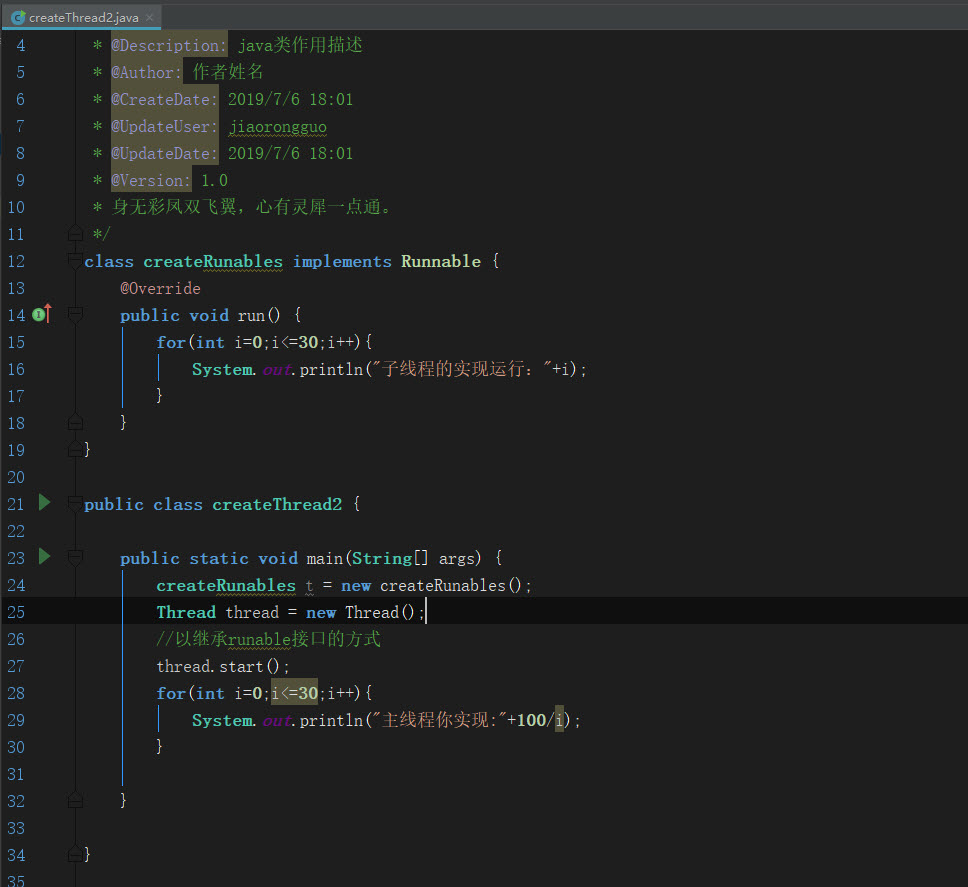 createThread2.java
4 * @Description: java类作用描述
5 * @Author: 作者姓名
6 * @CreateDate: 2019/7/6 18:01
7 * @UpdateUser: jiaorongguo
8 * @UpdateDate: 2019/7/6 18:01
9 * @Version: 1.0
10 * 身无彩凤双飞翼，心有灵犀一点通。
11 */
12 class createRunables implements Runnable {
13 @Override
14 public void run() {
15 for(int i=0;i<=30;i++){
16 System.out.println("子线程的实现运行："+i);
17 }
18 }
19 }
20
21 public class createThread2 {
22
23 public static void main(String[] args) {
24 createRunables t = new createRunables();
25 Thread thread = new Thread();
26 //以继承runable接口的方式
27 thread.start();
28 for(int i=0;i<=30;i++){
29 System.out.println("主线程你实现:"+100/i);
30 }
31
32 }
33
34 }
35